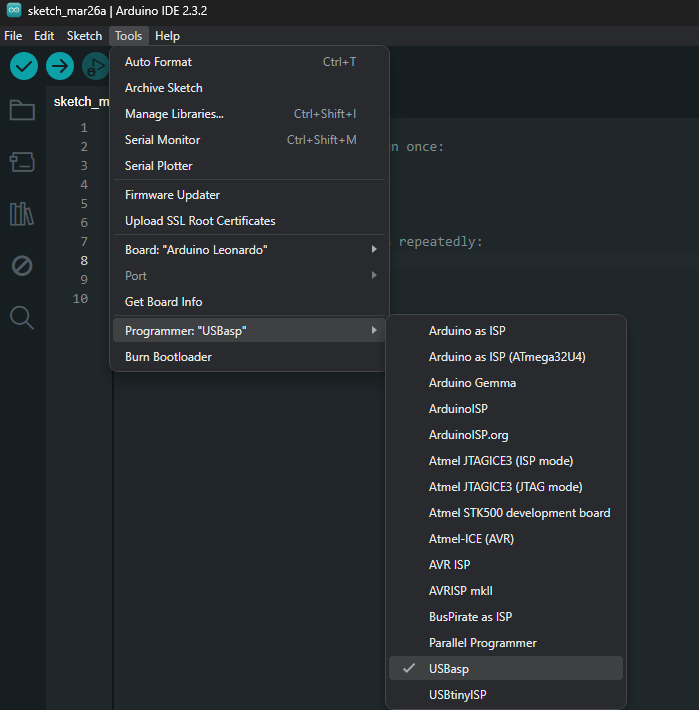 sketch_mar26a | Arduino IDE 2.3.2
File Edit Sketch Tools Help
Auto Format Ctrl+T
Archive Sketch
Manage Libraries... Ctrl+Shift+I
Serial Monitor Ctrl+Shift+M
Serial Plotter
Firmware Updater
Upload SSL Root Certificates
Board: "Arduino Leonardo"
Port
Get Board Info
Programmer: "USBasp"
Burn Bootloader
sketch_m
1
2 n once:
3
4
5
6
7 repeatedly:
8
9
10
Arduino as ISP
Arduino as ISP (ATmega32U4)
Arduino Gemma
ArduinoISP
ArduinoISP.org
Atmel JTAGICE3 (ISP mode)
Atmel JTAGICE3 (JTAG mode)
Atmel STK500 development board
Atmel-ICE (AVR)
AVR ISP
AVRISP mkII
BusPirate as ISP
Parallel Programmer
USBasp
USBtinyISP